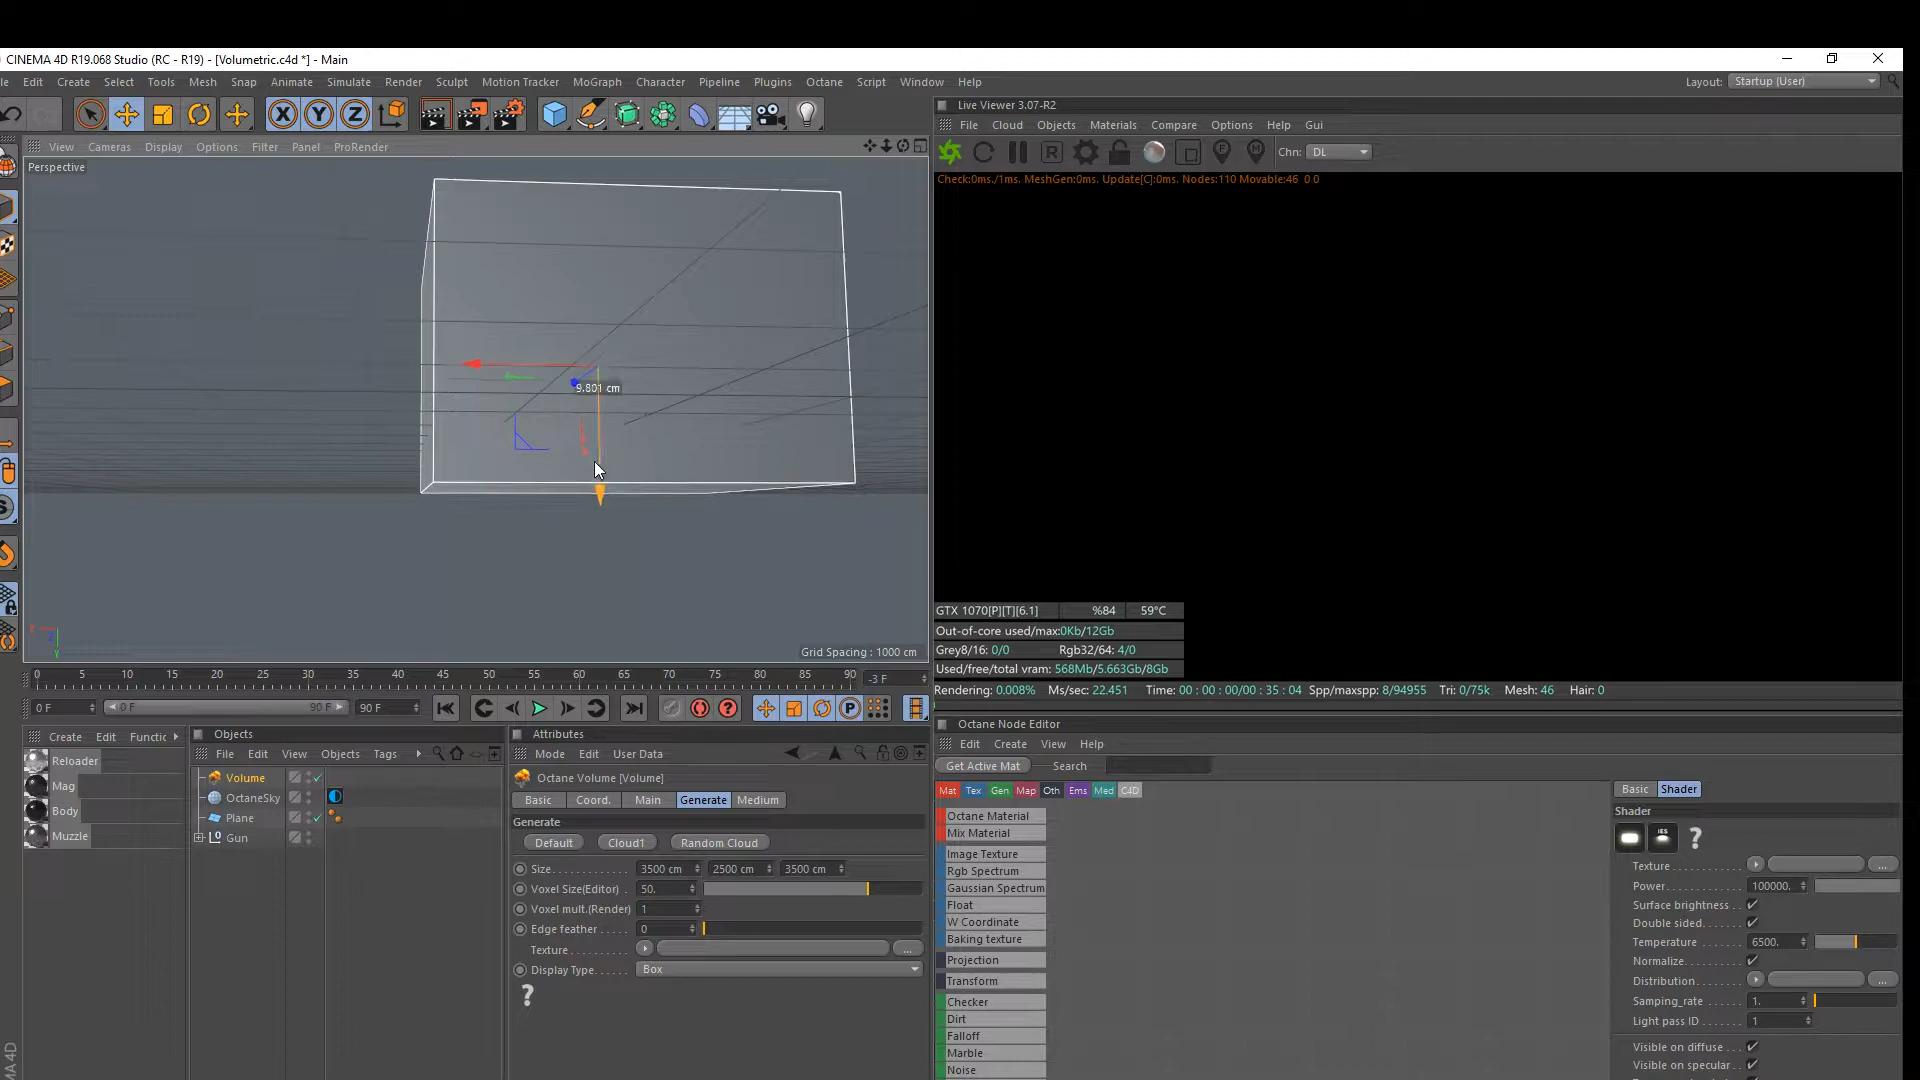 CINEMA 4D R19.068 Studio (RC - R19) - [Volumetric.c4d *] - Main
le Edit Create Select Tools Mesh Snap Animate Simulate Render Sculpt Motion Tracker MoGraph Character Pipeline Plugins Octane Script Window Help
Layout: Startup (User)
X Y Z
View Cameras Display Options Filter Panel ProRender
Perspective
9.801 cm
Grid Spacing : 1000 cm
X Z Y
Live Viewer 3.07-R2
File Cloud Objects Materials Compare Options Help Gui
R F M Chn: DL
Check:0ms./1ms. MeshGen:0ms. Update[C]:0ms. Nodes:110 Movable:46 0 0
GTX 1070[P][T][6.1] %84 59°C
Out-of-core used/max:0Kb/12Gb
Grey8/16: 0/0 Rgb32/64: 4/0
Used/free/total vram: 568Mb/5.663Gb/8Gb
Rendering: 0.008% Ms/sec: 22.451 Time: 00 : 00 : 00/00 : 35 : 04 Spp/maxspp: 8/94955 Tri: 0/75k Mesh: 46 Hair: 0
0 5 10 15 20 25 30 35 40 45 50 55 60 65 70 75 80 85 90 -3 F
0 F 0 F 90 F 90 F
? P
Create Edit Functic
Reloader
Mag
Body
Muzzle
Objects
File Edit View Objects Tags
Volume
OctaneSky
Plane
Gun
Attributes
Mode Edit User Data
Octane Volume [Volume]
Basic Coord. Main Generate Medium
Generate
Default Cloud1 Random Cloud
Size 3500 cm 2500 cm 3500 cm
Voxel Size(Editor) 50.
Voxel mult.(Render) 1
Edge feather 0
Texture ...
Display Type Box
?
Octane Node Editor
Edit Create View Help
Get Active Mat Search
Mat Tex Gen Map Oth Ems Med C4D
Octane Material
Mix Material
Image Texture
Rgb Spectrum
Gaussian Spectrum
Float
W Coordinate
Baking texture
Projection
Transform
Checker
Dirt
Falloff
Marble
Noise
Basic Shader
Shader
IES ?
Texture ...
Power 100000.
Surface brightness
Double sided
Temperature 6500.
Normalize
Distribution ...
Sampling_rate 1.
Light pass ID 1
Visible on diffuse
Visible on specular
MA 4D